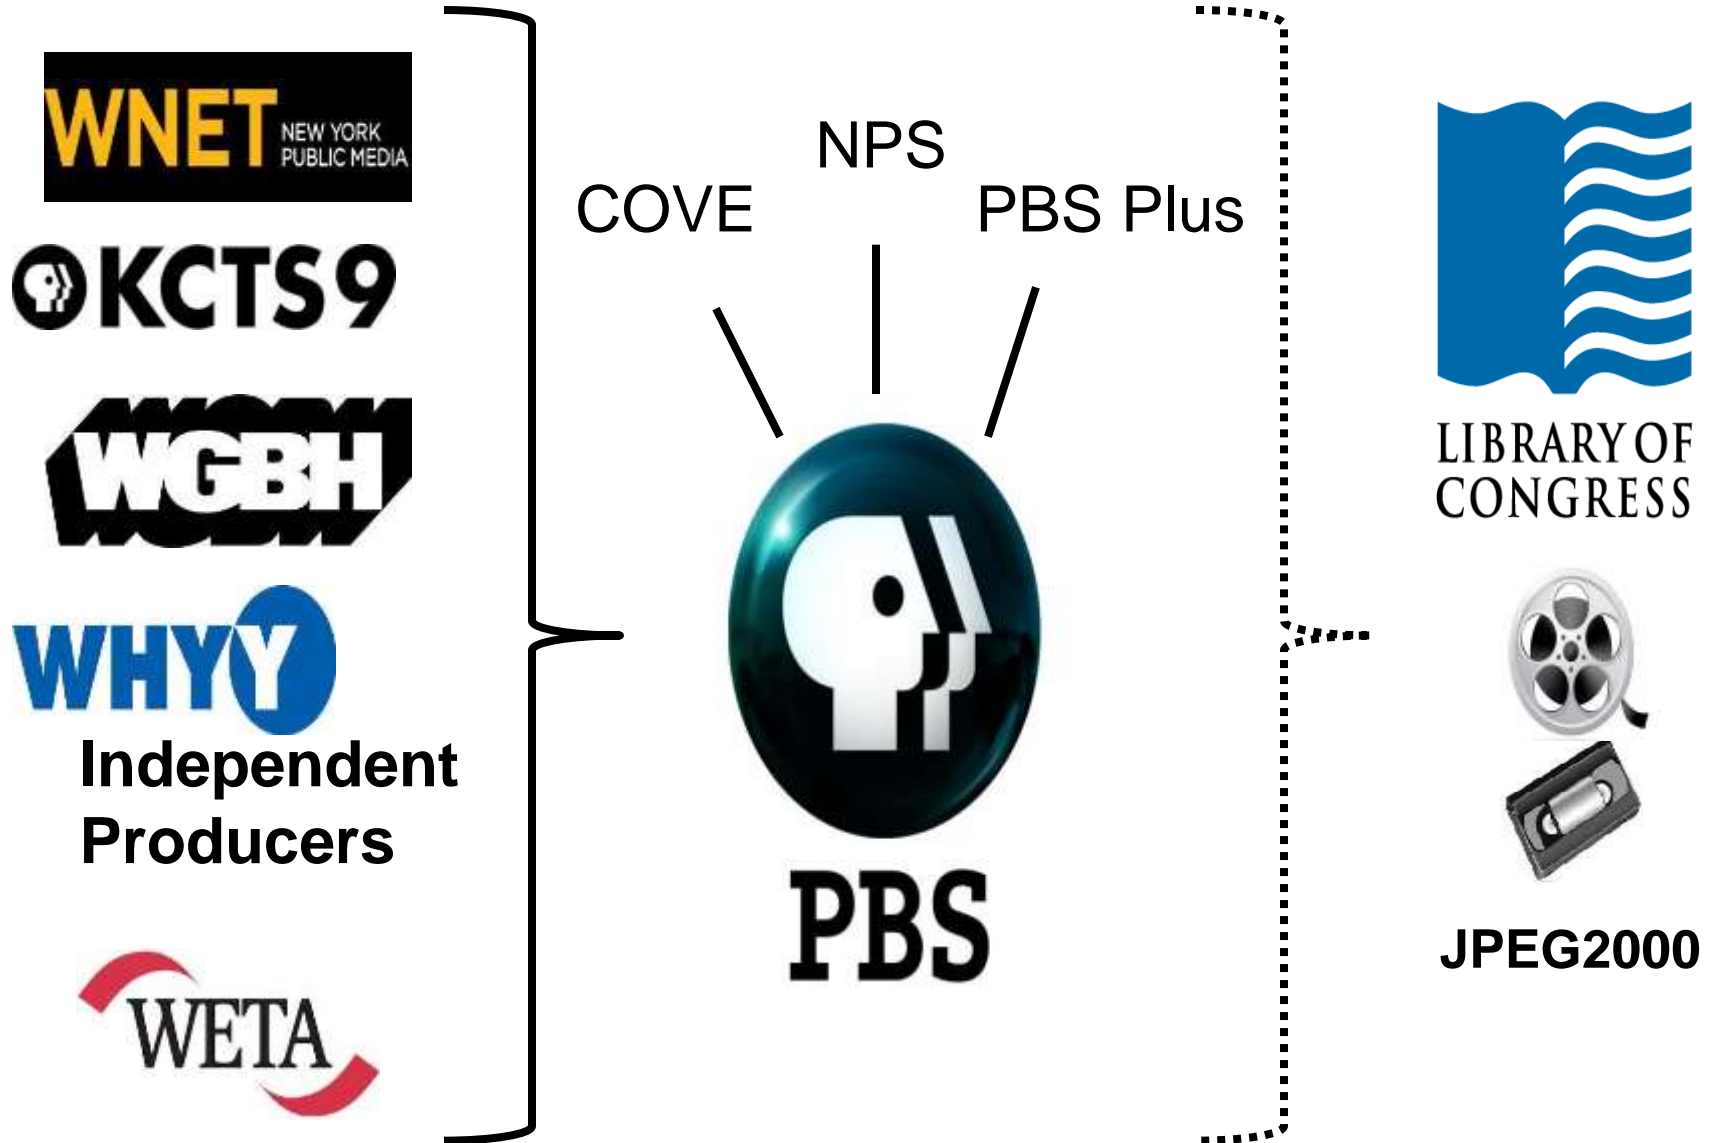 WNET NEW YORK
PUBLIC MEDIA
KCTS9
WGBH
WHYY
Independent
Producers
WETA
NPS
COVE
PBS Plus
PBS
LIBRARY OF
CONGRESS
JPEG2000